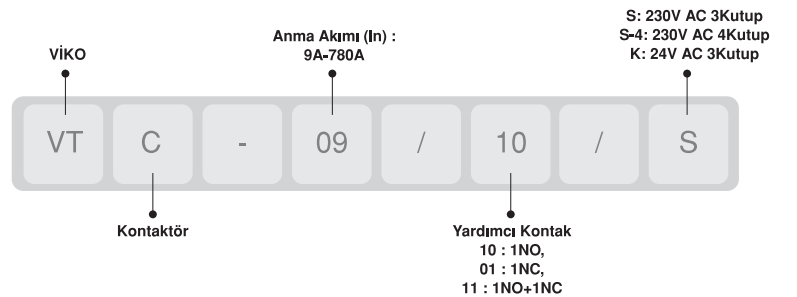 S: 230V AC 3Kutup
S-4: 230V AC 4Kutup
K: 24V AC 3Kutup
Anma Akımı (In) :
9A-780A
VİKO
VT C - 09 / 10 / S
Kontaktör
Yardımcı Kontak
10 : 1NO,
01 : 1NC,
11 : 1NO+1NC